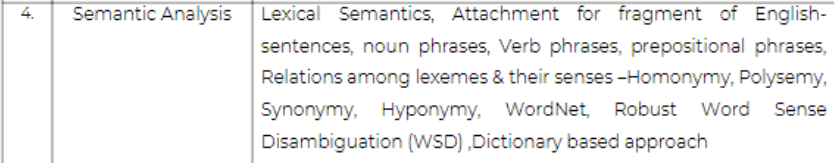 4. Semantic Analysis Lexical Semantics, Attachment for fragment of English-
sentences, noun phrases, Verb phrases, prepositional phrases,
Relations among lexemes & their senses –Homonymy, Polysemy,
Synonymy, Hyponymy, WordNet, Robust Word Sense
Disambiguation (WSD) ,Dictionary based approach